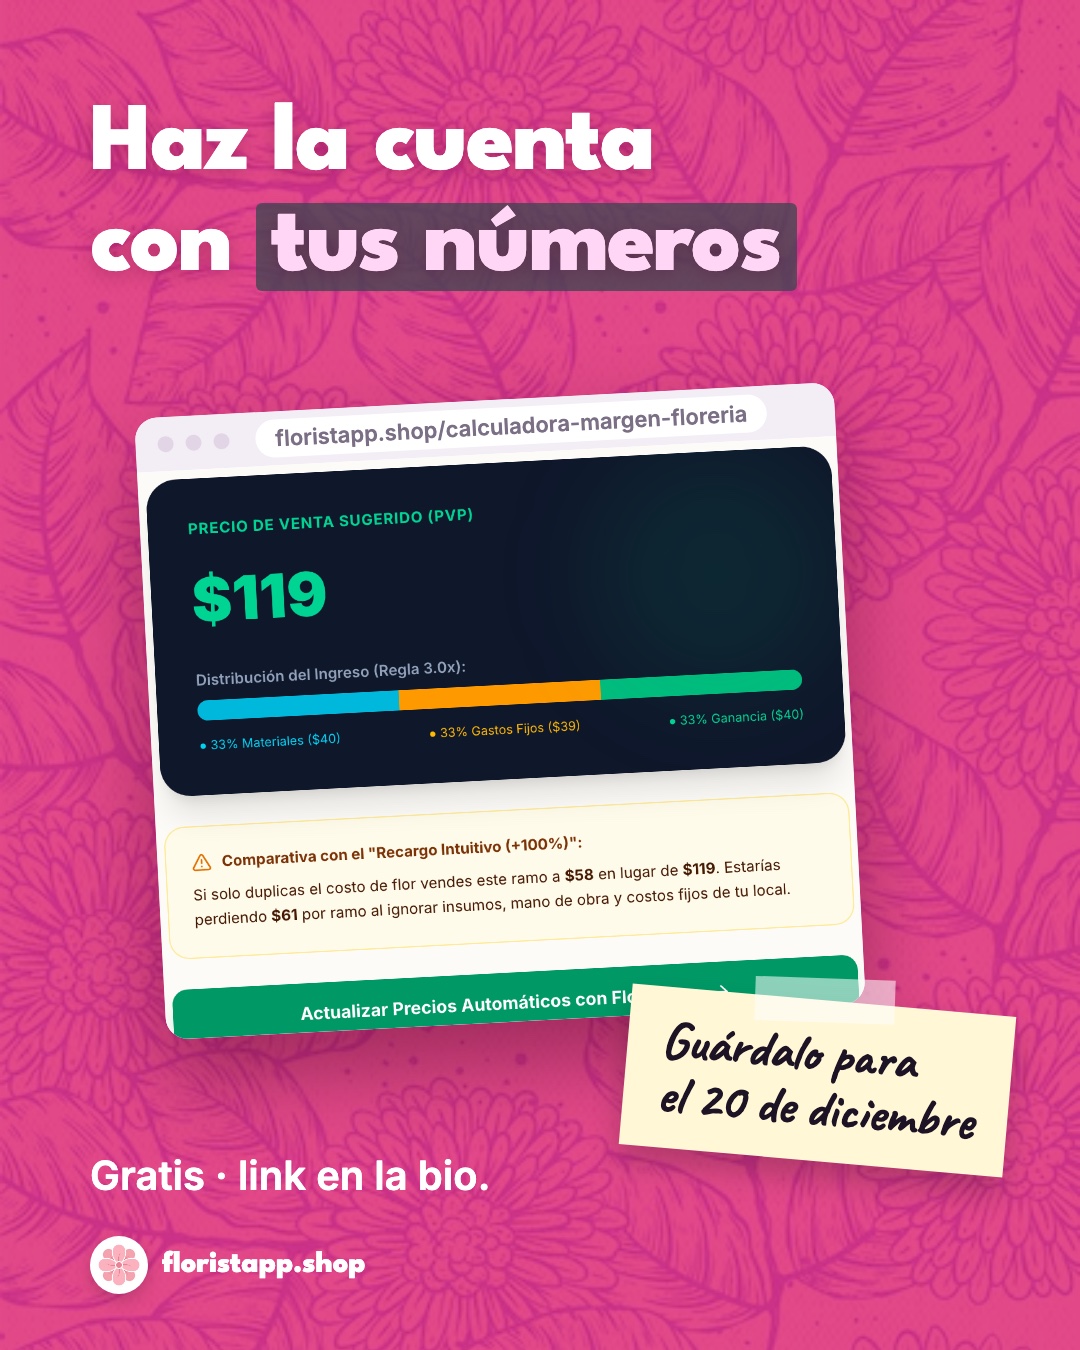 Haz la cuenta
con tus números
floristapp.shop/calculadora-margen-floreria
PRECIO DE VENTA SUGERIDO (PVP)
$119
Distribución del Ingreso (Regla 3.0x):
● 33% Materiales ($40)
● 33% Gastos Fijos ($39)
● 33% Ganancia ($40)
Comparativa con el "Recargo Intuitivo (+100%)":
Si solo duplicas el costo de flor vendes este ramo a $58 en lugar de $119. Estarías
perdiendo $61 por ramo al ignorar insumos, mano de obra y costos fijos de tu local.
Actualizar Precios Automáticos con
Guárdalo para
el 20 de diciembre
Gratis · link en la bio.
floristapp.shop